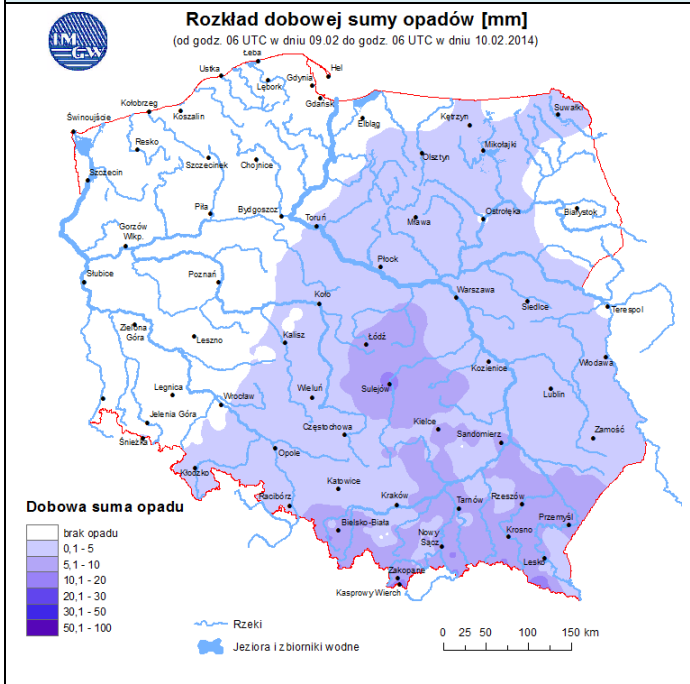 Rozkład dobowej sumy opadów [mm]
(od godz. 06 UTC w dniu 09.02 do godz. 06 UTC w dniu 10.02.2014)
IM
GW
Łeba
Ustka
Hel
Gdynia
Lębork
Gdańsk
Kołobrzeg
Koszalin
Suwałki
Świnoujście
Elbląg
Kętrzyn
Resko
Mikołajki
Szczecinek
Chojnice
Olsztyn
Szczecin
Piła
Bydgoszcz
Toruń
Mława
Ostrołęka
Białystok
Gorzów
Wlkp.
Płock
Słubice
Poznań
Koło
Warszawa
Siedlce
Terespol
Zielona
Góra
Leszno
Kalisz
Łódź
Kozienice
Włodawa
Legnica
Wrocław
Wieluń
Sulejów
Lublin
Jelenia Góra
Częstochowa
Kielce
Sandomierz
Zamość
Śnieżka
Opole
Kłodzko
Katowice
Racibórz
Kraków
Tarnów
Rzeszów
Przemyśl
Bielsko-Biała
Nowy
Sącz
Krosno
Lesko
Zakopane
Kasprowy Wierch
Dobowa suma opadu
brak opadu
0,1 - 5
5,1 - 10
10,1 - 20
20,1 - 30
30,1 - 50
50,1 - 100
Rzeki
Jeziora i zbiorniki wodne
0 25 50 100 150 km